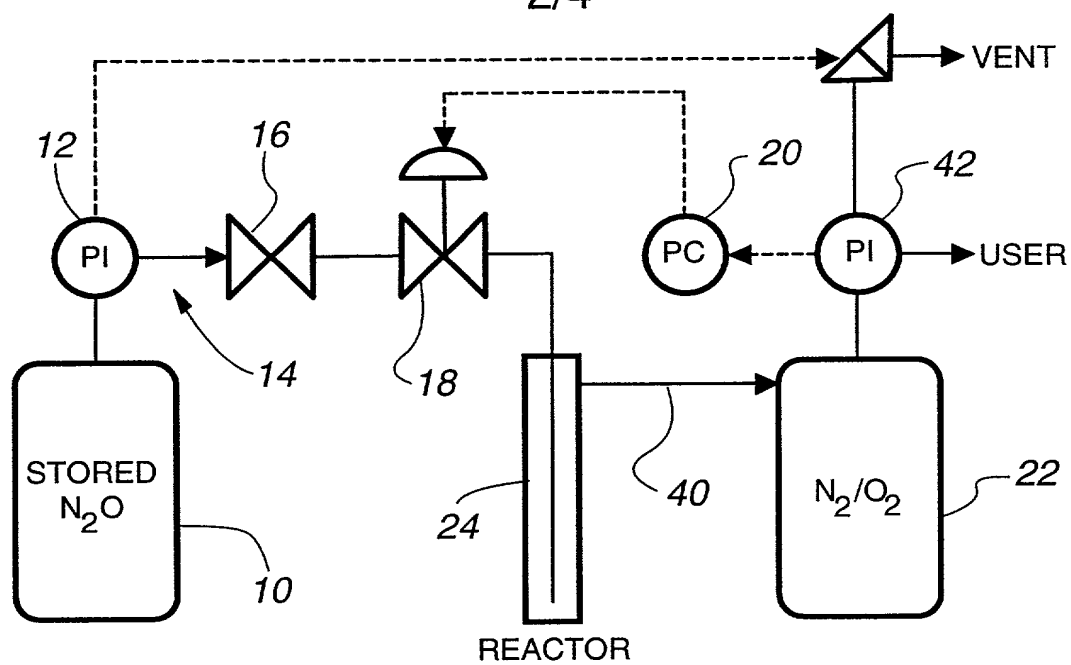 2/4
VENT
12
16
20
42
PI
PC
PI
USER
14
18
STORED
N₂O
24
40
N₂/O₂
22
10
REACTOR